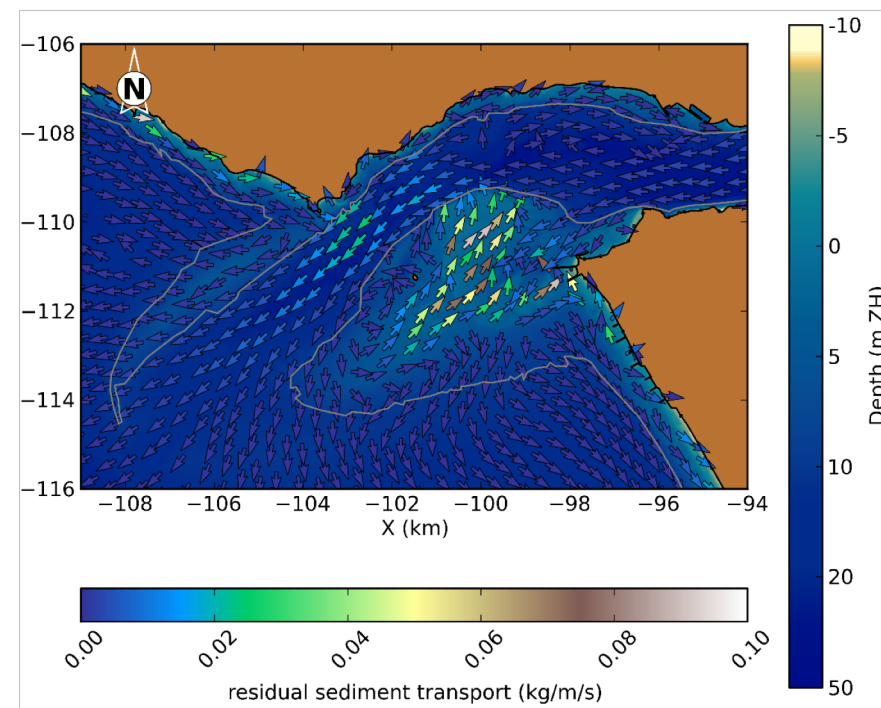 N
−106
−108
−110
−112
−114
−116
−108 −106 −104 −102 −100 −98 −96 −94
X (km)
0.00 0.02 0.04 0.06 0.08 0.10
residual sediment transport (kg/m/s)
-10
-5
0
5
10
20
50
Depth (m ZH)